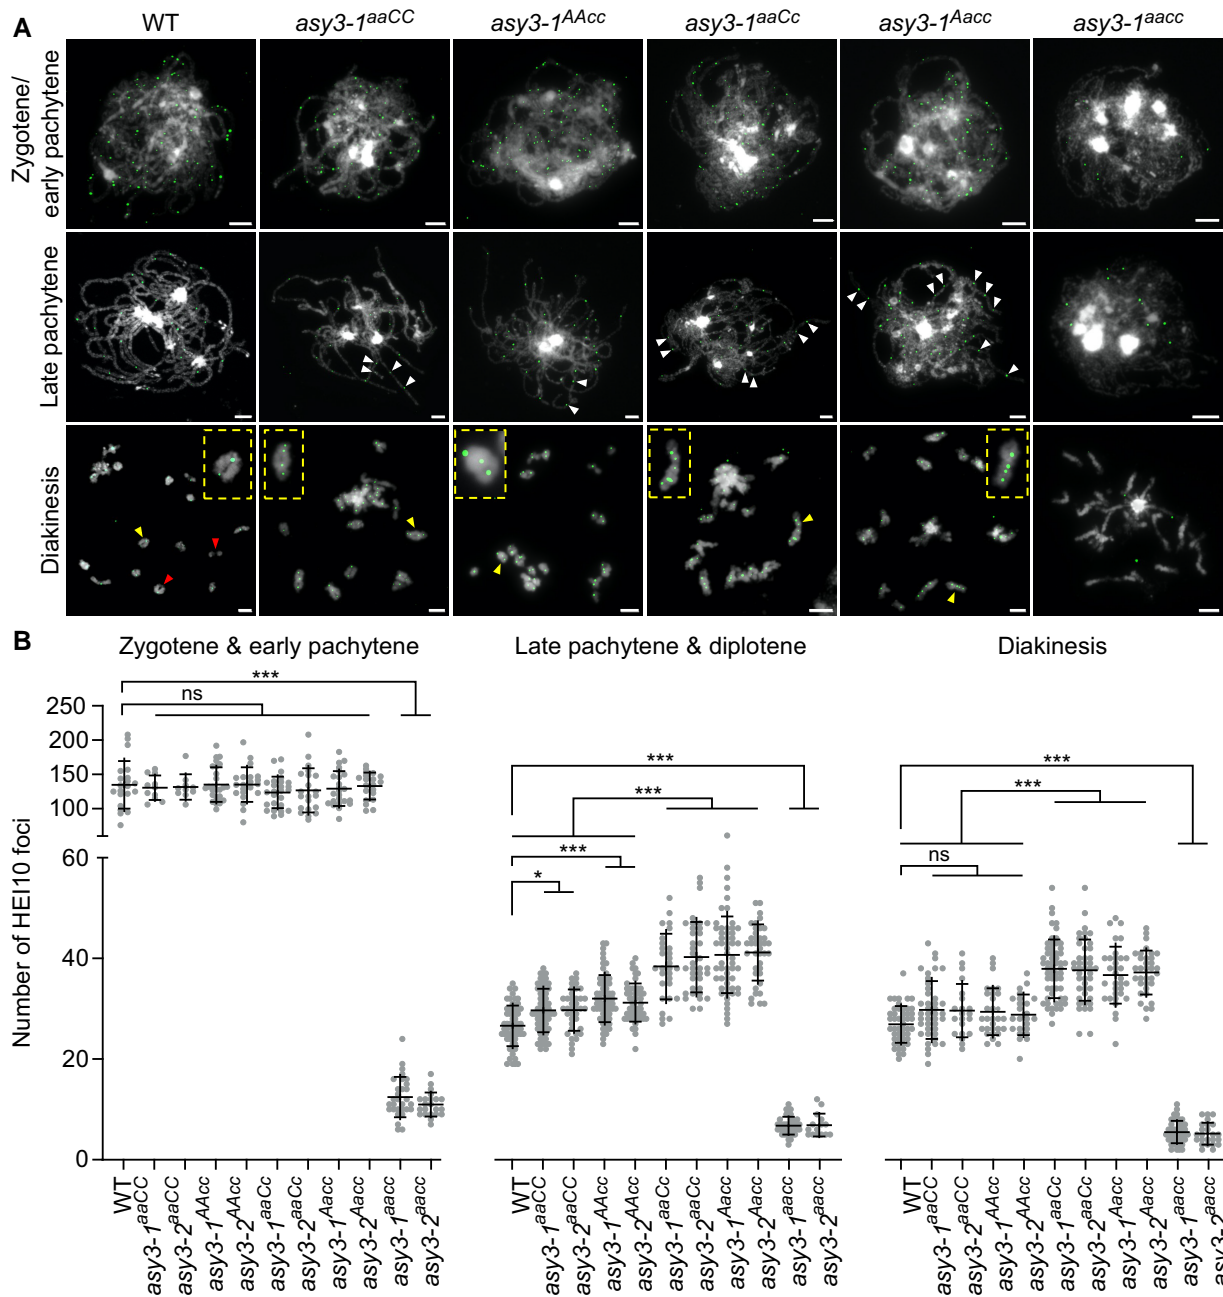 A
WT asy3-1aaCC asy3-1AAcc asy3-1aaCc asy3-1Aacc asy3-1aacc
Zygotene/
early pachytene
Late pachytene
Diakinesis
B
Zygotene & early pachytene Late pachytene & diplotene Diakinesis
Number of HEI10 foci
250
200
150
100
60
40
20
0
***
ns
***
***
***
*
***
***
ns
WT
asy3-1aaCC
asy3-2aaCC
asy3-1AAcc
asy3-2AAcc
asy3-1aaCc
asy3-2aaCc
asy3-1Aacc
asy3-2Aacc
asy3-1aacc
asy3-2aacc
WT
asy3-1aaCC
asy3-2aaCC
asy3-1AAcc
asy3-2AAcc
asy3-1aaCc
asy3-2aaCc
asy3-1Aacc
asy3-2Aacc
asy3-1aacc
asy3-2aacc
WT
asy3-1aaCC
asy3-2aaCC
asy3-1AAcc
asy3-2AAcc
asy3-1aaCc
asy3-2aaCc
asy3-1Aacc
asy3-2Aacc
asy3-1aacc
asy3-2aacc